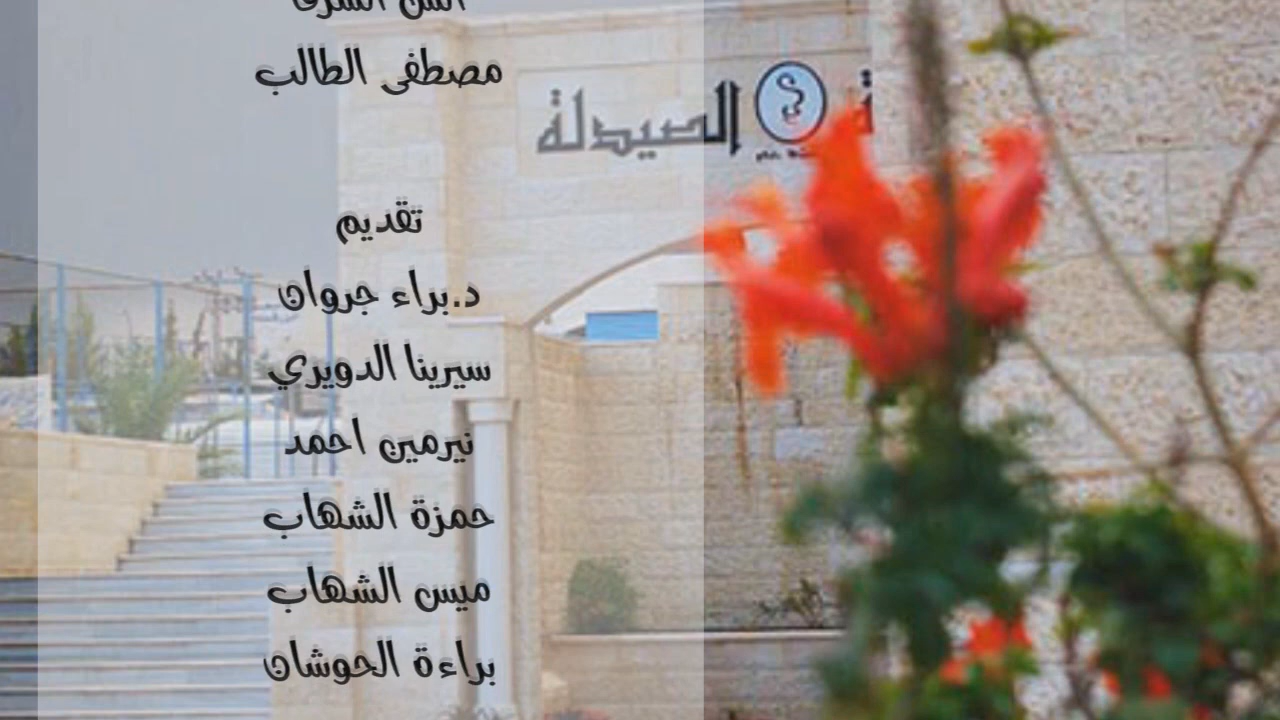 مصطفى الطالب
الصيدلة
تقديم
د.براء جروان
سيرينا الدويري
نيرمين احمد
حمزة الشهاب
ميس الشهاب
براءة الحوشان